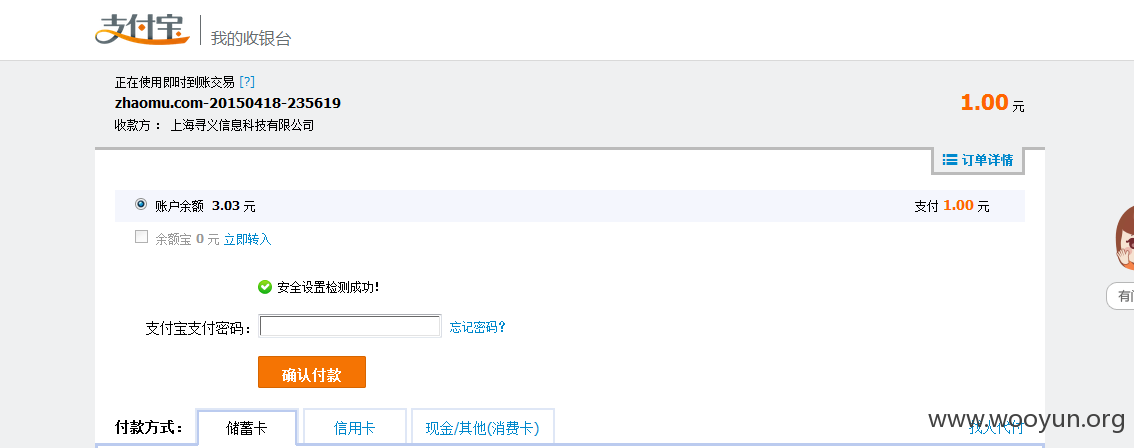 支付宝 我的收银台
正在使用即时到账交易 [?]
zhaomu.com-20150418-235619
1.00 元
收款方： 上海寻义信息科技有限公司
订单详情
账户余额 3.03 元 支付 1.00 元
余额宝 0 元 立即转入
安全设置检测成功!
有问
支付宝支付密码： 忘记密码?
确认付款
付款方式： 储蓄卡 信用卡 现金/其他(消费卡) 找人代付
www.wooyun.org